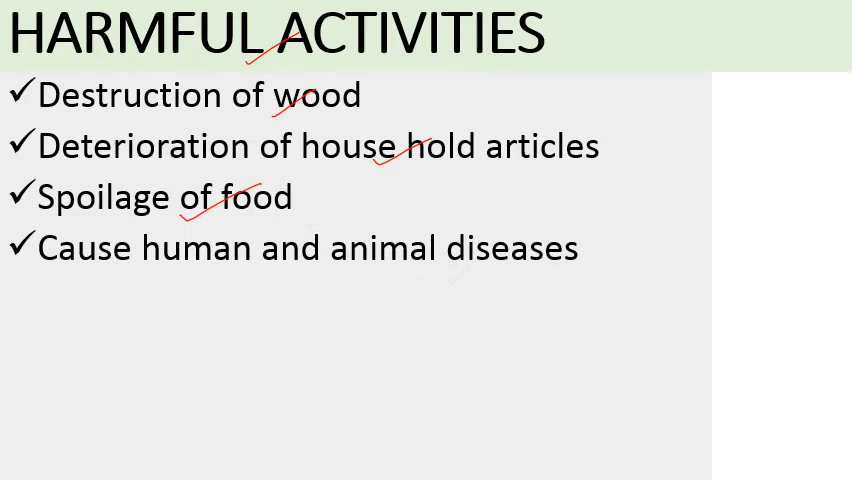 HARMFUL ACTIVITIES
✓Destruction of wood
✓Deterioration of house hold articles
✓Spoilage of food
✓Cause human and animal diseases